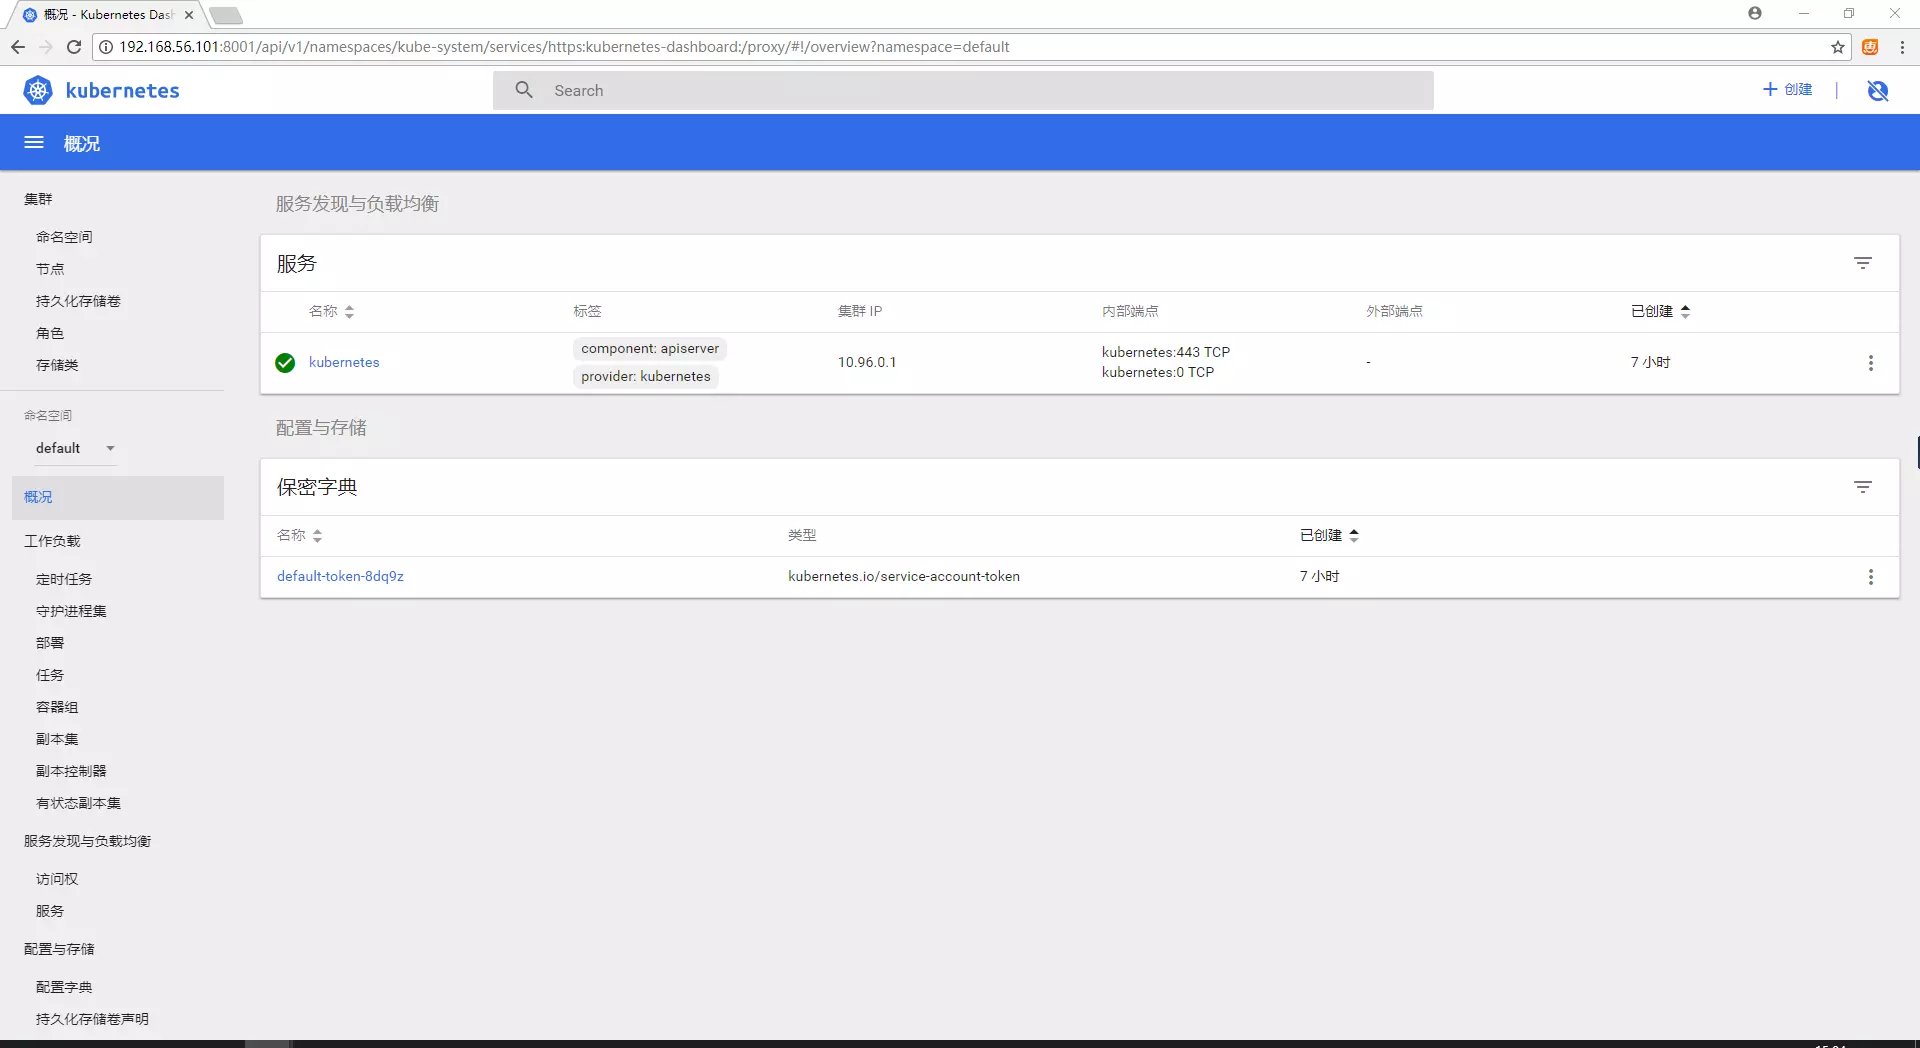 概况 - Kubernetes Dash
192.168.56.101:8001/api/v1/namespaces/kube-system/services/https:kubernetes-dashboard:/proxy/#!/overview?namespace=default
kubernetes
Search
创建
概况
集群
命名空间
节点
持久化存储卷
角色
存储类
命名空间
default
概况
工作负载
定时任务
守护进程集
部署
任务
容器组
副本集
副本控制器
有状态副本集
服务发现与负载均衡
访问权
服务
配置与存储
配置字典
持久化存储卷声明
服务发现与负载均衡
服务
名称 标签 集群 IP 内部端点 外部端点 已创建
kubernetes component: apiserver provider: kubernetes 10.96.0.1 kubernetes:443 TCP kubernetes:0 TCP - 7 小时
配置与存储
保密字典
名称 类型 已创建
default-token-8dq9z kubernetes.io/service-account-token 7 小时